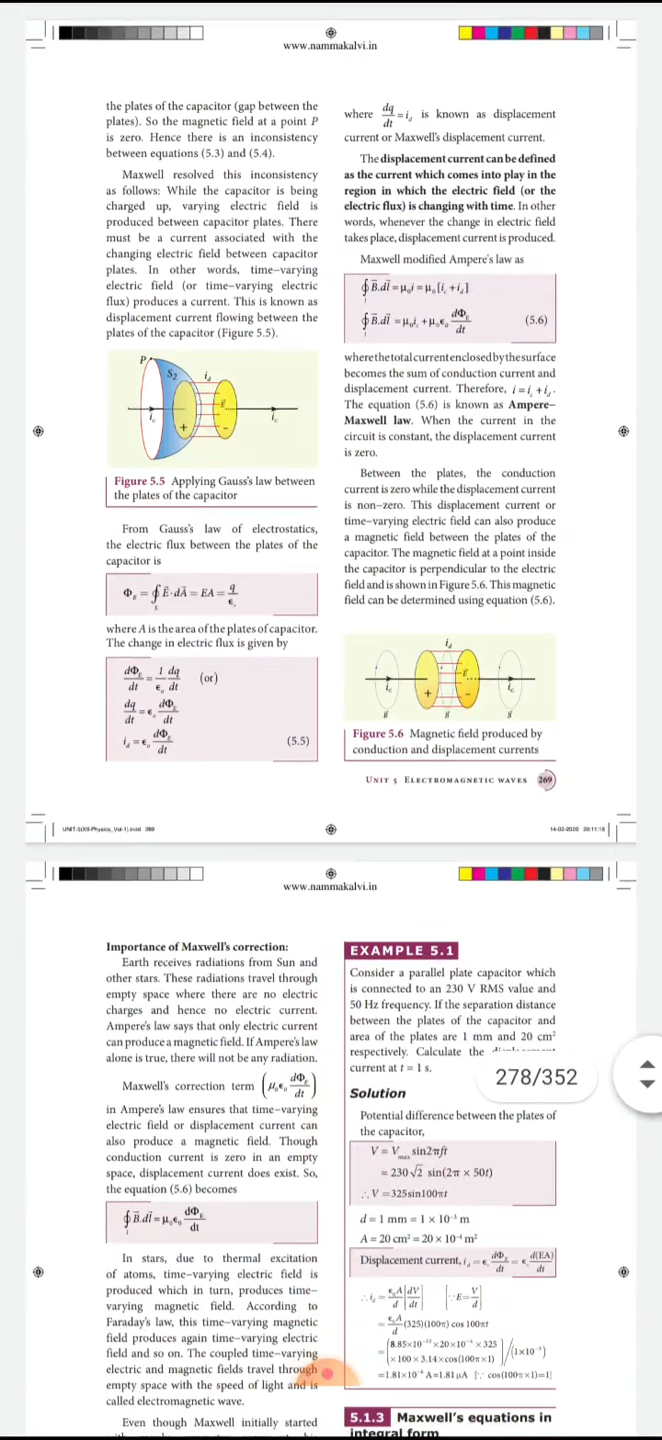 www.nammakalvi.in
the plates of the capacitor (gap between the
plates). So the magnetic field at a point P
is zero. Hence there is an inconsistency
between equations (5.3) and (5.4).
Maxwell resolved this inconsistency
as follows: While the capacitor is being
charged up, varying electric field is
produced between capacitor plates. There
must be a current associated with the
changing electric field between capacitor
plates. In other words, time–varying
electric field (or time-varying electric
flux) produces a current. This is known as
displacement current flowing between the
plates of the capacitor (Figure 5.5).
P
S₂
i_d
i_c
E⃗
i_c
+
–
Figure 5.5 Applying Gauss's law between
the plates of the capacitor
From Gauss's law of electrostatics,
the electric flux between the plates of the
capacitor is
Φ_E = ∮_S E⃗·dA⃗ = EA = q/ϵ_o
where A is the area of the plates of capacitor.
The change in electric flux is given by
dΦ_E/dt = 1/ϵ_o dq/dt (or)
dq/dt = ϵ_o dΦ_E/dt
i_d = ϵ_o dΦ_E/dt (5.5)
where dq/dt = i_d is known as displacement
current or Maxwell's displacement current.
The displacement current can be defined
as the current which comes into play in the
region in which the electric field (or the
electric flux) is changing with time. In other
words, whenever the change in electric field
takes place, displacement current is produced.
Maxwell modified Ampere's law as
∮_l B⃗.dl⃗ = μ_o i = μ_o [i_c + i_d]
∮_l B⃗.dl⃗ = μ_o i_c + μ_o ϵ_o dΦ_E/dt (5.6)
where the total current enclosed by the surface
becomes the sum of conduction current and
displacement current. Therefore, i = i_c + i_d.
The equation (5.6) is known as Ampere–
Maxwell law. When the current in the
circuit is constant, the displacement current
is zero.
Between the plates, the conduction
current is zero while the displacement current
is non–zero. This displacement current or
time–varying electric field can also produce
a magnetic field between the plates of the
capacitor. The magnetic field at a point inside
the capacitor is perpendicular to the electric
field and is shown in Figure 5.6. This magnetic
field can be determined using equation (5.6).
i_d
i_c
E⃗
i_c
+
–
B⃗
B⃗
B⃗
Figure 5.6 Magnetic field produced by
conduction and displacement currents
UNIT 5 ELECTROMAGNETIC WAVES 269
UNIT-5(XII-Physics_Vol-1).indd 269
14-03-2020 20:11:18
www.nammakalvi.in
Importance of Maxwell's correction:
Earth receives radiations from Sun and
other stars. These radiations travel through
empty space where there are no electric
charges and hence no electric current.
Ampere's law says that only electric current
can produce a magnetic field. If Ampere's law
alone is true, there will not be any radiation.
Maxwell's correction term (μ_o ϵ_o dΦ_E/dt)
in Ampere's law ensures that time–varying
electric field or displacement current can
also produce a magnetic field. Though
conduction current is zero in an empty
space, displacement current does exist. So,
the equation (5.6) becomes
∮_l B⃗.dl⃗ = μ_o ϵ_o dΦ_E/dt
In stars, due to thermal excitation
of atoms, time–varying electric field is
produced which in turn, produces time–
varying magnetic field. According to
Faraday's law, this time–varying magnetic
field produces again time–varying electric
field and so on. The coupled time–varying
electric and magnetic fields travel through
empty space with the speed of light and is
called electromagnetic wave.
Even though Maxwell initially started
EXAMPLE 5.1
Consider a parallel plate capacitor which
is connected to an 230 V RMS value and
50 Hz frequency. If the separation distance
between the plates of the capacitor and
area of the plates are 1 mm and 20 cm²
respectively. Calculate the
current at t = 1 s.
278/352
Solution
Potential difference between the plates of
the capacitor,
V = V_max sin2πft
= 230√2 sin(2π × 50t)
∴ V = 325sin100πt
d = 1 mm = 1 × 10⁻³ m
A = 20 cm² = 20 × 10⁻⁴ m²
Displacement current, i_d = ϵ_o dΦ_E/dt = ϵ_o d(EA)/dt
∴ i_d = ϵ_o A/d [dV/dt] [∵ E = V/d]
= ϵ_o A/d (325)(100π) cos 100πt
= (8.85×10⁻¹²×20×10⁻⁴×325
×100×3.14×cos(100π×1))/(1×10⁻³)
=1.81×10⁻⁶ A=1.81 μA [∵ cos(100π×1)=1]
5.1.3 Maxwell's equations in
integral form